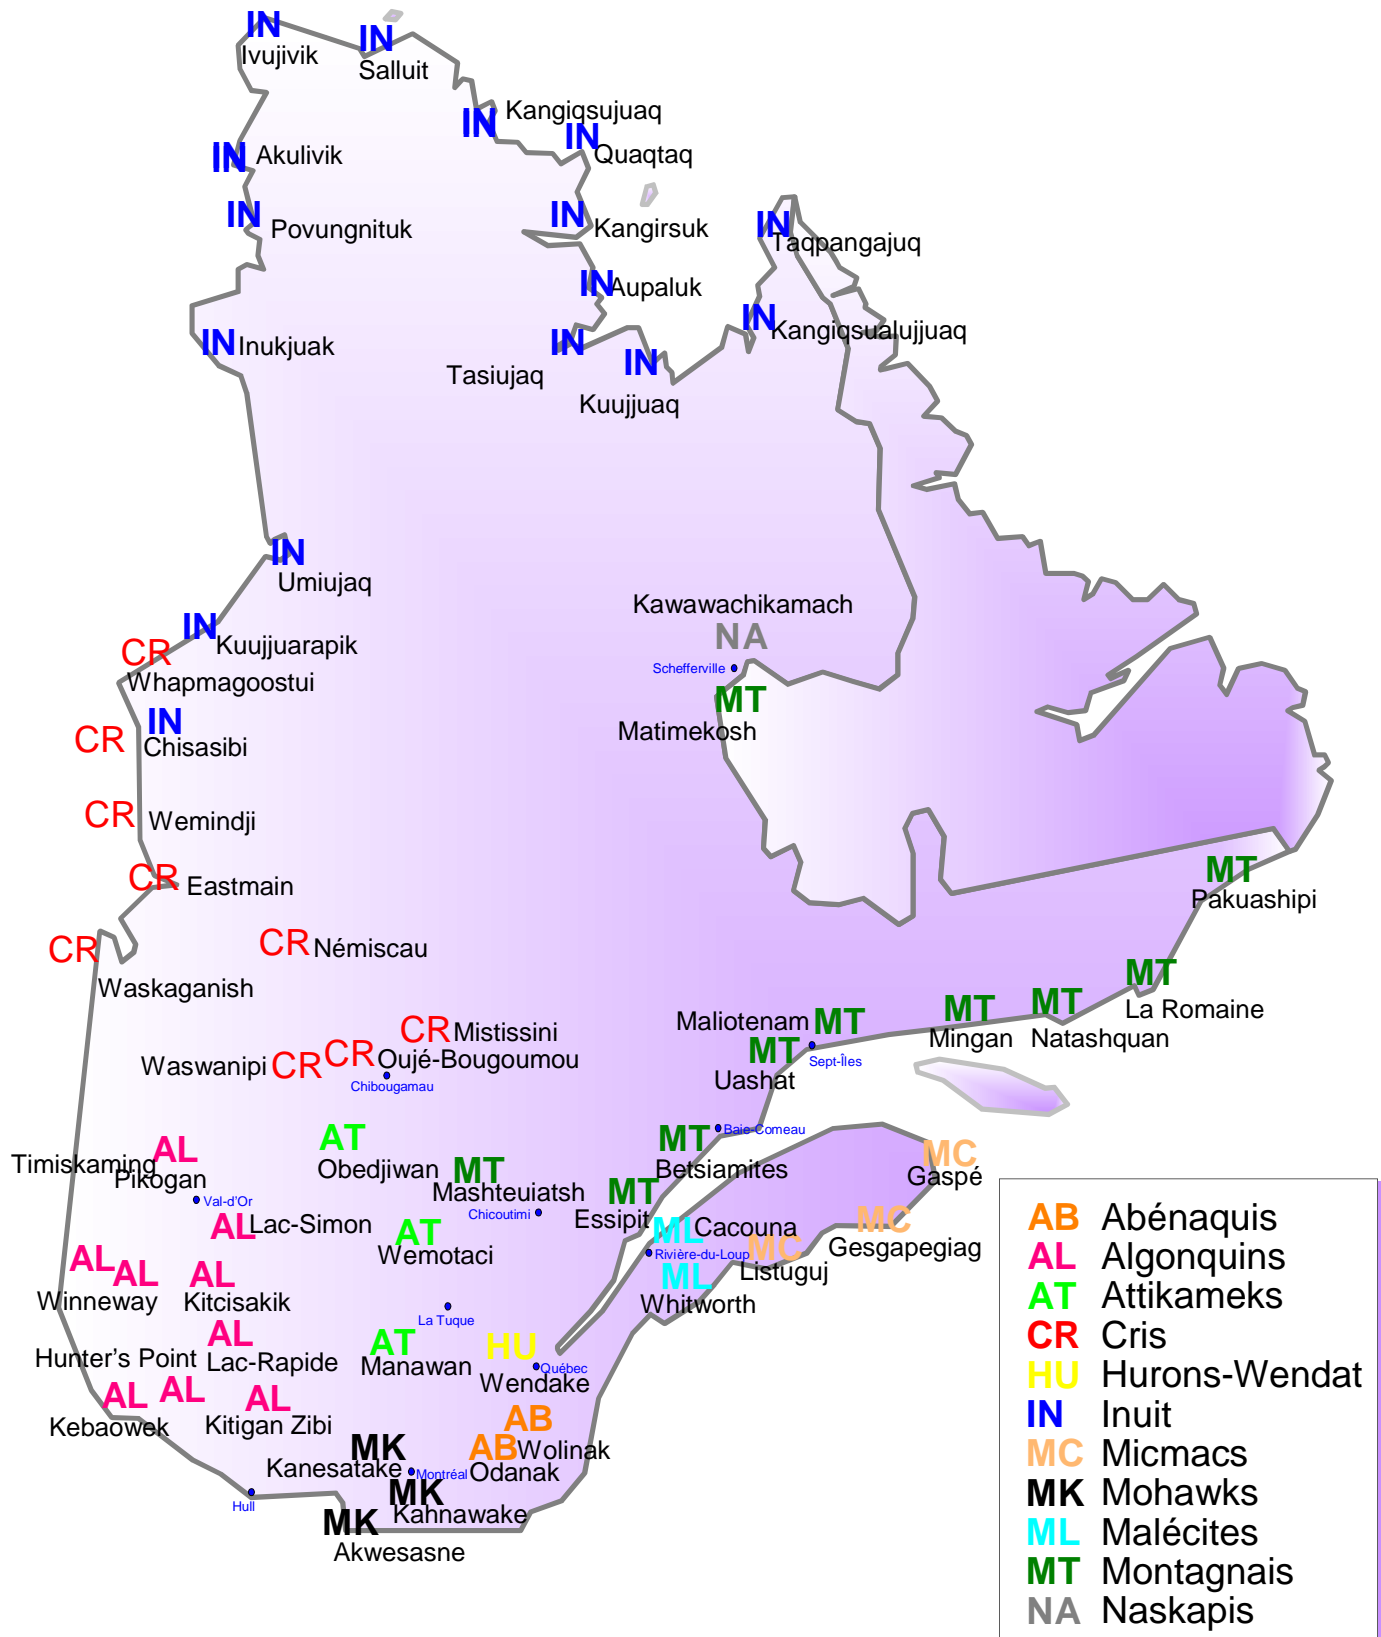 IN
Ivujivik
IN
Salluit
IN
Kangiqsujuaq
IN
Quaqtaq
IN
Akulivik
IN
Povungnituk
IN
Kangirsuk
IN
Taqpangajuq
IN
Aupaluk
IN
Kangiqsualujjuaq
IN
Inukjuak
IN
Tasiujaq
IN
Kuujjuaq
IN
Umiujaq
IN
Kuujjuarapik
CR
Whapmagoostui
Kawawachikamach
NA
Schefferville
MT
Matimekosh
IN
CR
Chisasibi
CR
Wemindji
CR
Eastmain
MT
Pakuashipi
CR
Waskaganish
CR
Némiscau
MT
La Romaine
MT
Natashquan
MT
Mingan
Maliotenam
MT
MT
Uashat
Sept-Îles
CR
Mistissini
Waswanipi
CR
CR
Oujé-Bougoumou
Chibougamau
Baie-Comeau
MT
Betsiamites
AT
Obedjiwan
AL
Timiskaming
Pikogan
Val-d'Or
MT
Mashteuiatsh
Chicoutimi
MT
Essipit
MC
Gaspé
AL
Lac-Simon
AT
Wemotaci
ML
Cacouna
Rivière-du-Loup
MC
Gesgapegiag
MC
Listuguj
ML
Whitworth
AL
AL
Winneway
AL
Kitcisakik
La Tuque
AL
Hunter's Point
Lac-Rapide
AT
Manawan
HU
Québec
Wendake
AL
AL
Kebaowek
AL
Kitigan Zibi
AB
Wolinak
AB
Odanak
MK
Kanesatake
Montréal
MK
Kahnawake
Hull
MK
Akwesasne
AB Abénaquis
AL Algonquins
AT Attikameks
CR Cris
HU Hurons-Wendat
IN Inuit
MC Micmacs
MK Mohawks
ML Malécites
MT Montagnais
NA Naskapis